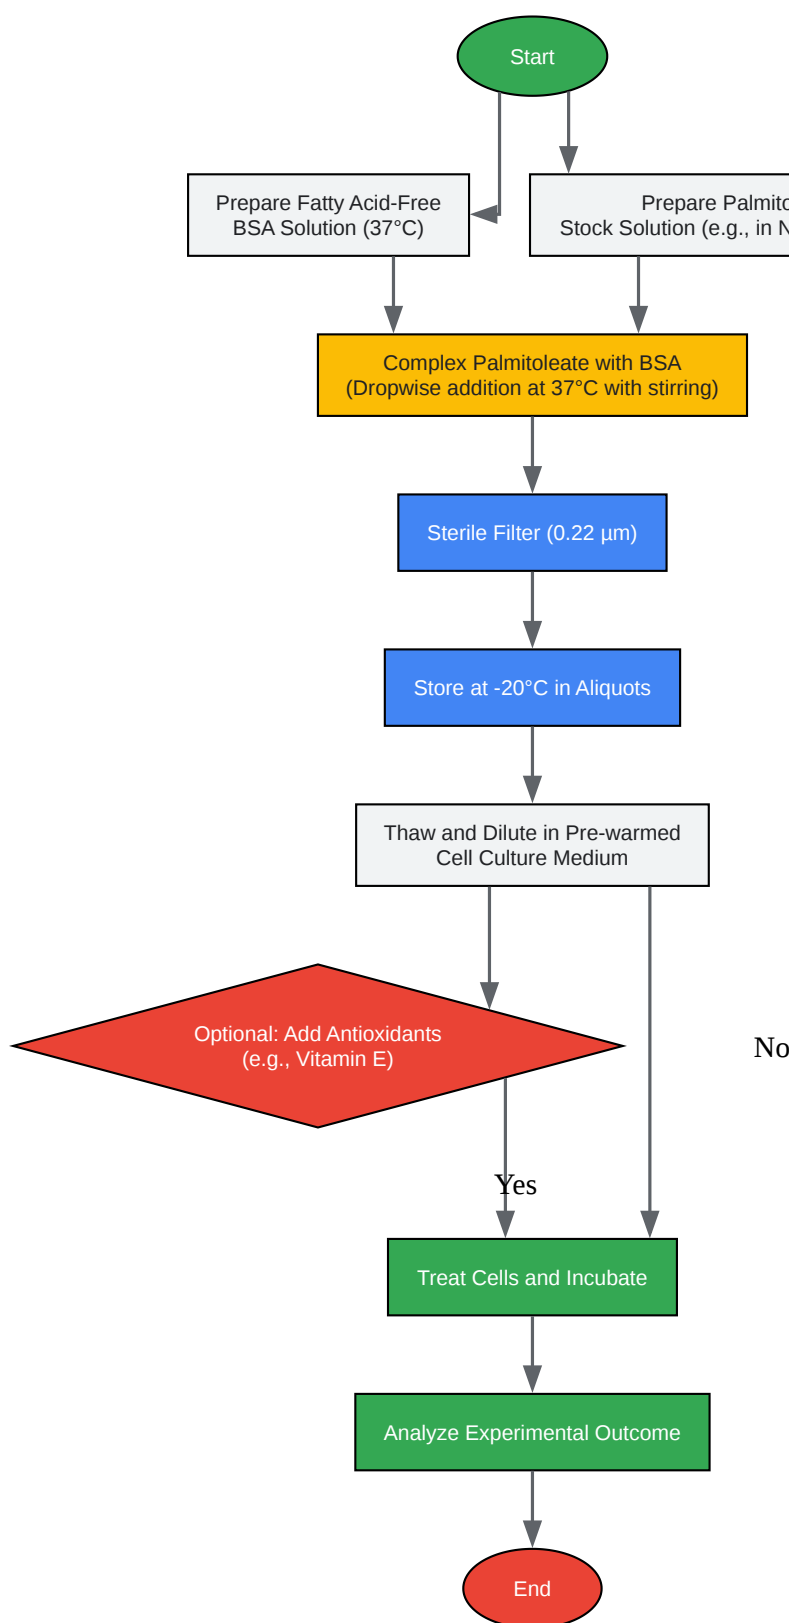 Start
Prepare Fatty Acid-Free
BSA Solution (37°C)
Prepare
Stock Solution (e.g., in
Complex Palmitoleate with BSA
(Dropwise addition at 37°C with stirring)
Sterile Filter (0.22 µm)
Store at -20°C in Aliquots
Thaw and Dilute in Pre-warmed
Cell Culture Medium
Optional: Add Antioxidants
(e.g., Vitamin E)
No
Yes
Treat Cells and Incubate
Analyze Experimental Outcome
End